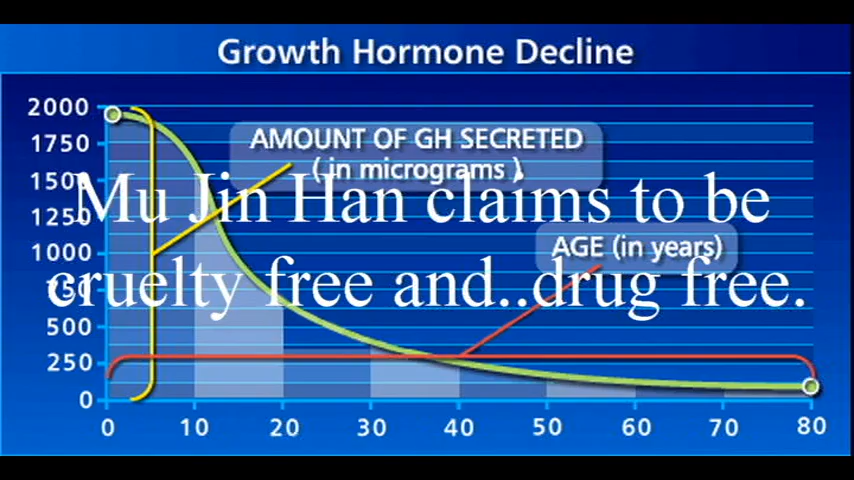 Growth Hormone Decline
2000
1750
1500
1250
1000
750
500
250
0
AMOUNT OF GH SECRETED
(in micrograms)
Mu Jin Han claims to be
AGE (in years)
cruelty free and..drug free.
0 10 20 30 40 50 60 70 80